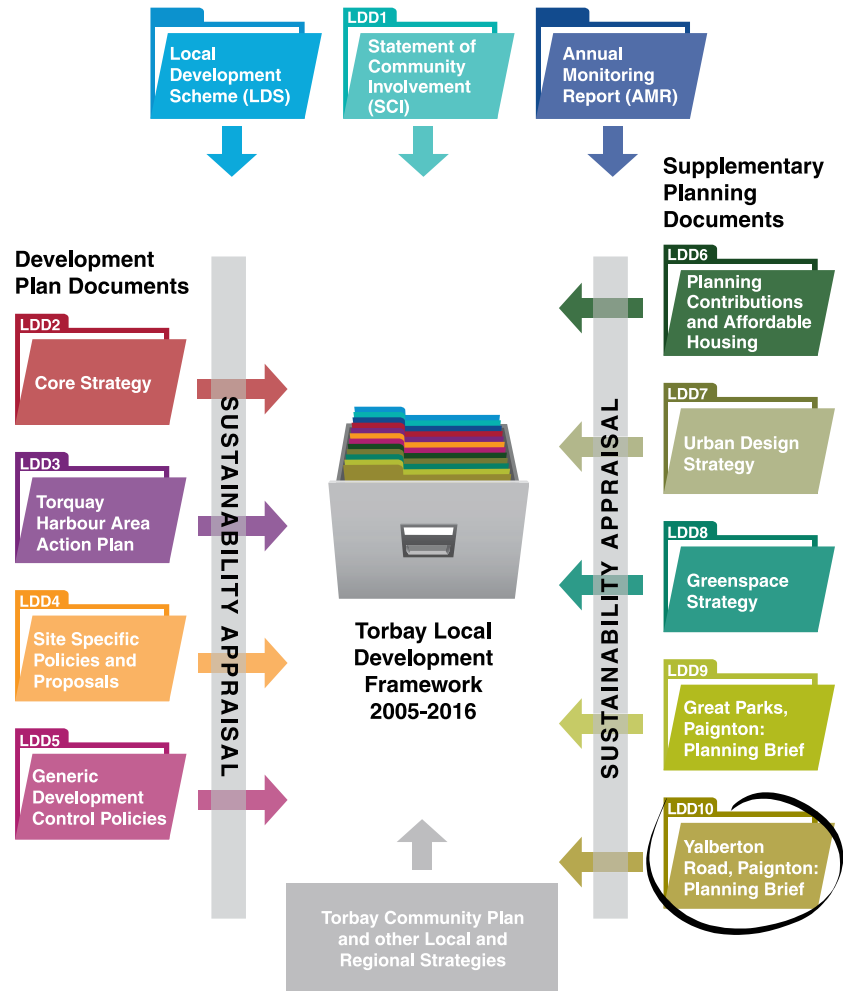 Local
Development
Scheme (LDS)
LDD1
Statement of
Community
Involvement
(SCI)
Annual
Monitoring
Report (AMR)
Development
Plan Documents
LDD2
Core Strategy
LDD3
Torquay
Harbour Area
Action Plan
LDD4
Site Specific
Policies and
Proposals
LDD5
Generic
Development
Control Policies
SUSTAINABILITY APPRAISAL
Torbay Local
Development
Framework
2005-2016
Torbay Community Plan
and other Local and
Regional Strategies
SUSTAINABILITY APPRAISAL
Supplementary
Planning
Documents
LDD6
Planning
Contributions
and Affordable
Housing
LDD7
Urban Design
Strategy
LDD8
Greenspace
Strategy
LDD9
Great Parks,
Paignton:
Planning Brief
LDD10
Yalberton
Road, Paignton:
Planning Brief